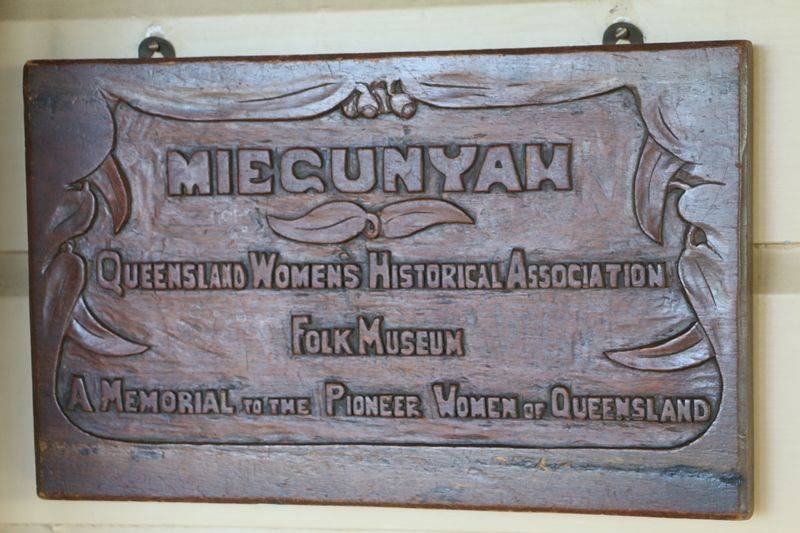 MIEGUNYAH
QUEENSLAND WOMENS HISTORICAL ASSOCIATION
FOLK MUSEUM
A MEMORIAL TO THE PIONEER WOMEN OF QUEENSLAND